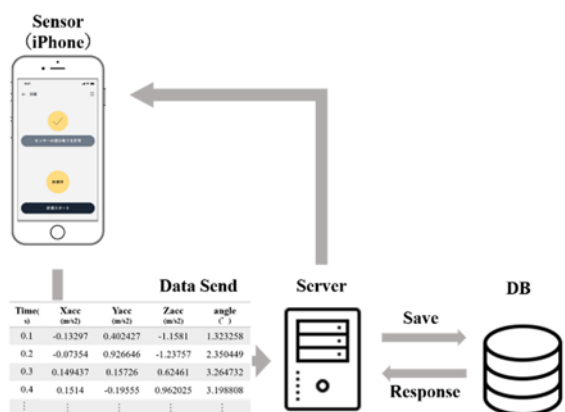 Sensor
(iPhone)
Data Send
Server
DB
Time(s) Xacc (m/s2) Yacc (m/s2) Zacc (m/s2) angle (°)
0.1 -0.13297 0.402427 -1.1581 1.323258
0.2 -0.07354 0.926646 -1.23757 2.350449
0.3 0.149437 0.15726 0.62461 3.264732
0.4 0.1514 -0.19555 0.962025 3.198808
⋮ ⋮ ⋮ ⋮ ⋮
Save
Response